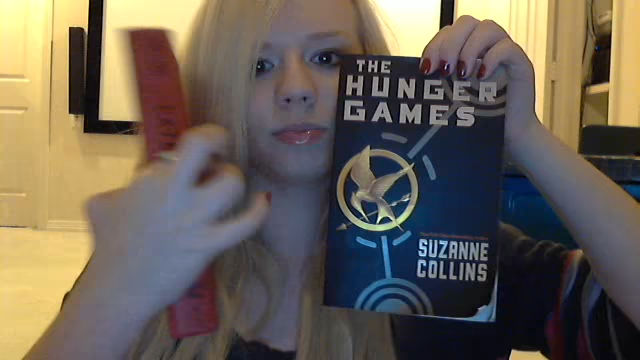 THE
HUNGER
GAMES
SUZANNE
COLLINS